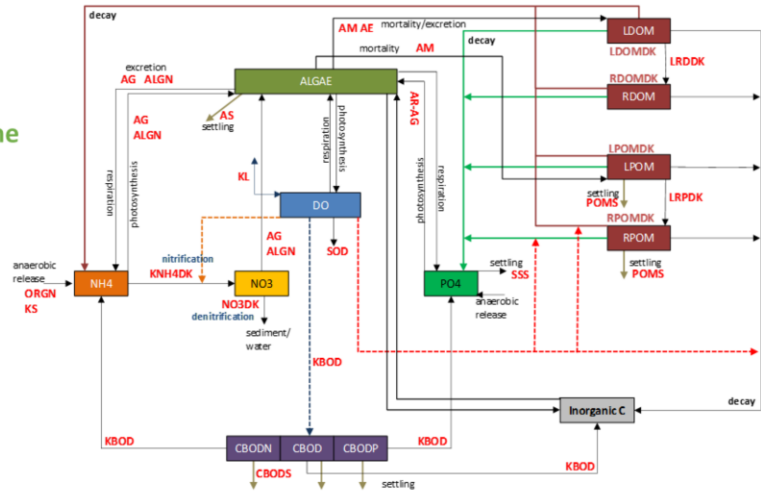 decay
AM AE mortality/excretion
LDOM
LDOMDK
decay
mortality AM
LRDDK
excretion
AG ALGN
ALGAE
RDOMDK
RDOM
AS
settling
AR-AG
AG
ALGN
ne
respiration
photosynthesis
respiration
photosynthesis
photosynthesis
respiration
LPOMDK
LPOM
KL
settling
POMS
LRPDK
DO
RPOMDK
RPOM
AG
ALGN
SOD
nitrification
KNH4DK
anaerobic
release
ORGN
KS
NH4
NO3
NO3DK
denitrification
sediment/
water
PO4
settling
SSS
anaerobic
release
settling
POMS
KBOD
Inorganic C
decay
KBOD
CBODN
CBOD
CBODP
KBOD
CBODS
settling
KBOD